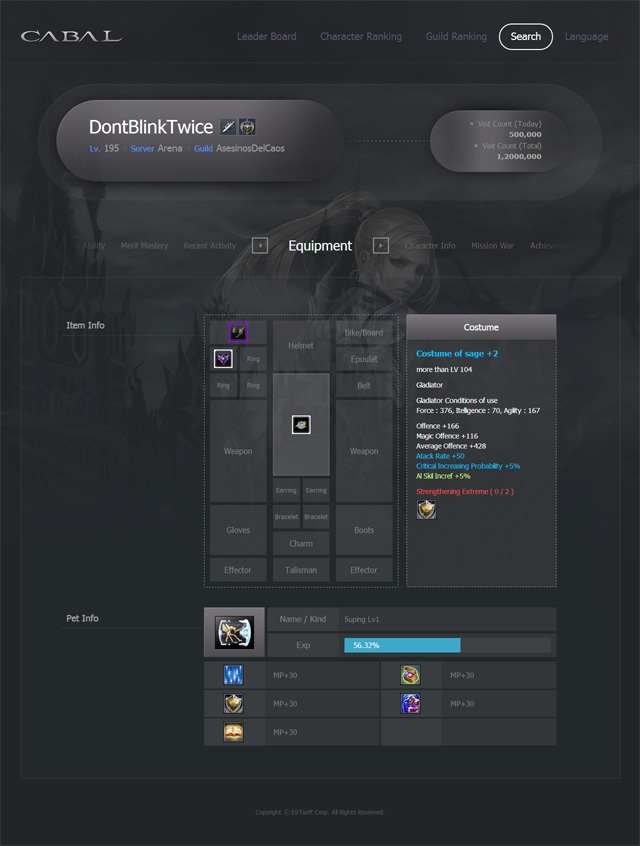 CABAL
Leader Board
Character Ranking
Guild Ranking
Search
Language
DontBlinkTwice
Lv. 195 Server Arena Guild AsesinosDelCaos
Visit Count (Today)
500,000
Visit Count (Total)
1,2000,000
Ability
Merit Mastery
Recent Activity
Equipment
Character Info
Mission War
Achieve
Item Info
Helmet
Bike/Board
Ring
Epoulet
Ring
Ring
Belt
Weapon
Weapon
Earring
Earring
Bracelet
Bracelet
Gloves
Charm
Boots
Effector
Talisman
Effector
Costume
Costume of sage +2
more than LV 104
Gladiator
Gladiator Conditions of use
Force : 376, Itelligence : 70, Agility : 167
Offence +166
Magic Offence +116
Average Offence +428
Atack Rate +50
Critical Increasing Probablity +5%
Al Skil Incref +5%
Strengthening Extreme ( 0 / 2 )
Pet Info
Name / Kind
Suping Lv1
Exp
56.32%
MP+30
MP+30
MP+30
MP+30
MP+30
Copyright ⓒ ESTsoft Corp. All Rights Reserved.